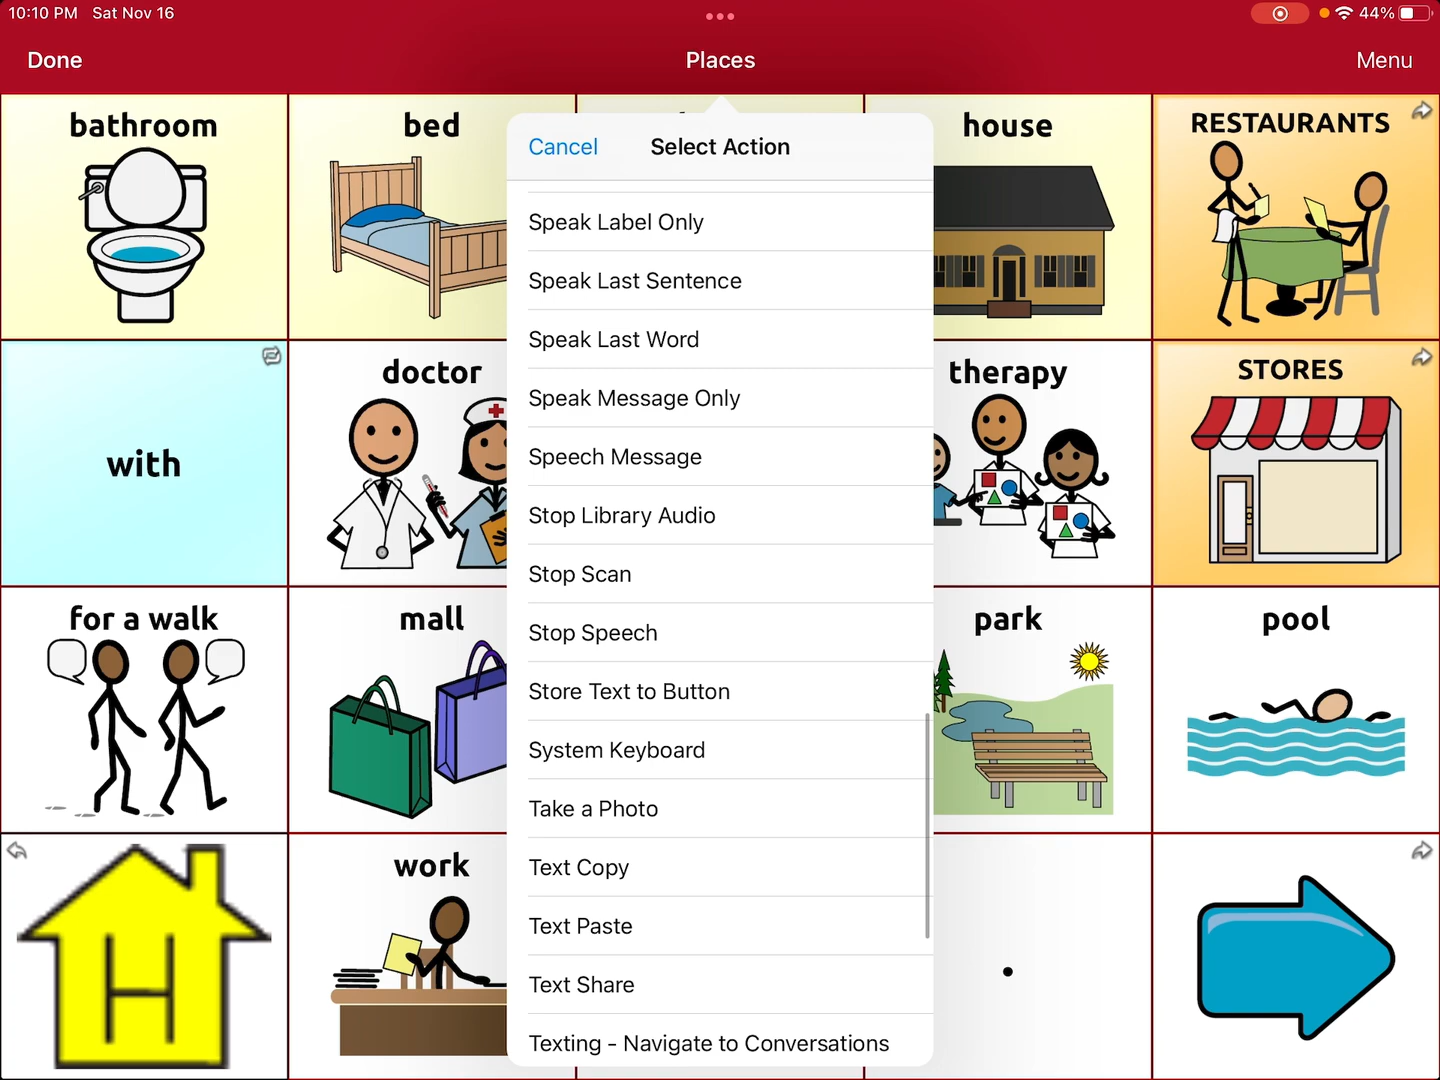 10:10 PM Sat Nov 16
44%
Done
Places
Menu
bathroom
bed
house
RESTAURANTS
with
doctor
therapy
STORES
for a walk
mall
park
pool
H
work
.
Cancel
Select Action
Speak Label Only
Speak Last Sentence
Speak Last Word
Speak Message Only
Speech Message
Stop Library Audio
Stop Scan
Stop Speech
Store Text to Button
System Keyboard
Take a Photo
Text Copy
Text Paste
Text Share
Texting - Navigate to Conversations